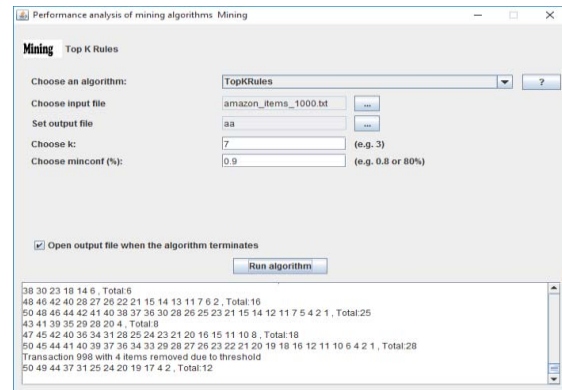 Performance analysis of mining algorithms Mining
Mining Top K Rules
Choose an algorithm: TopKRules ?
Choose input file amazon_items_1000.txt ...
Set output file aa ...
Choose k: 7 (e.g. 3)
Choose minconf (%): 0.9 (e.g. 0.8 or 80%)
Open output file when the algorithm terminates
Run algorithm
38 30 23 18 14 6 , Total:6
48 46 42 40 28 27 26 22 21 15 14 13 11 7 6 2 , Total:16
50 48 46 44 42 41 40 38 37 36 30 28 26 25 23 21 15 14 12 11 7 5 4 2 1 , Total:25
43 41 39 35 29 28 20 4 , Total:8
47 45 42 40 36 34 31 28 25 24 23 21 20 16 15 11 10 8 , Total:18
50 45 44 41 40 39 37 36 34 33 29 28 27 26 23 22 21 20 19 18 16 12 11 10 6 4 2 1 , Total:28
Transaction 998 with 4 items removed due to threshold
50 49 44 37 31 25 24 20 19 17 4 2 , Total:12